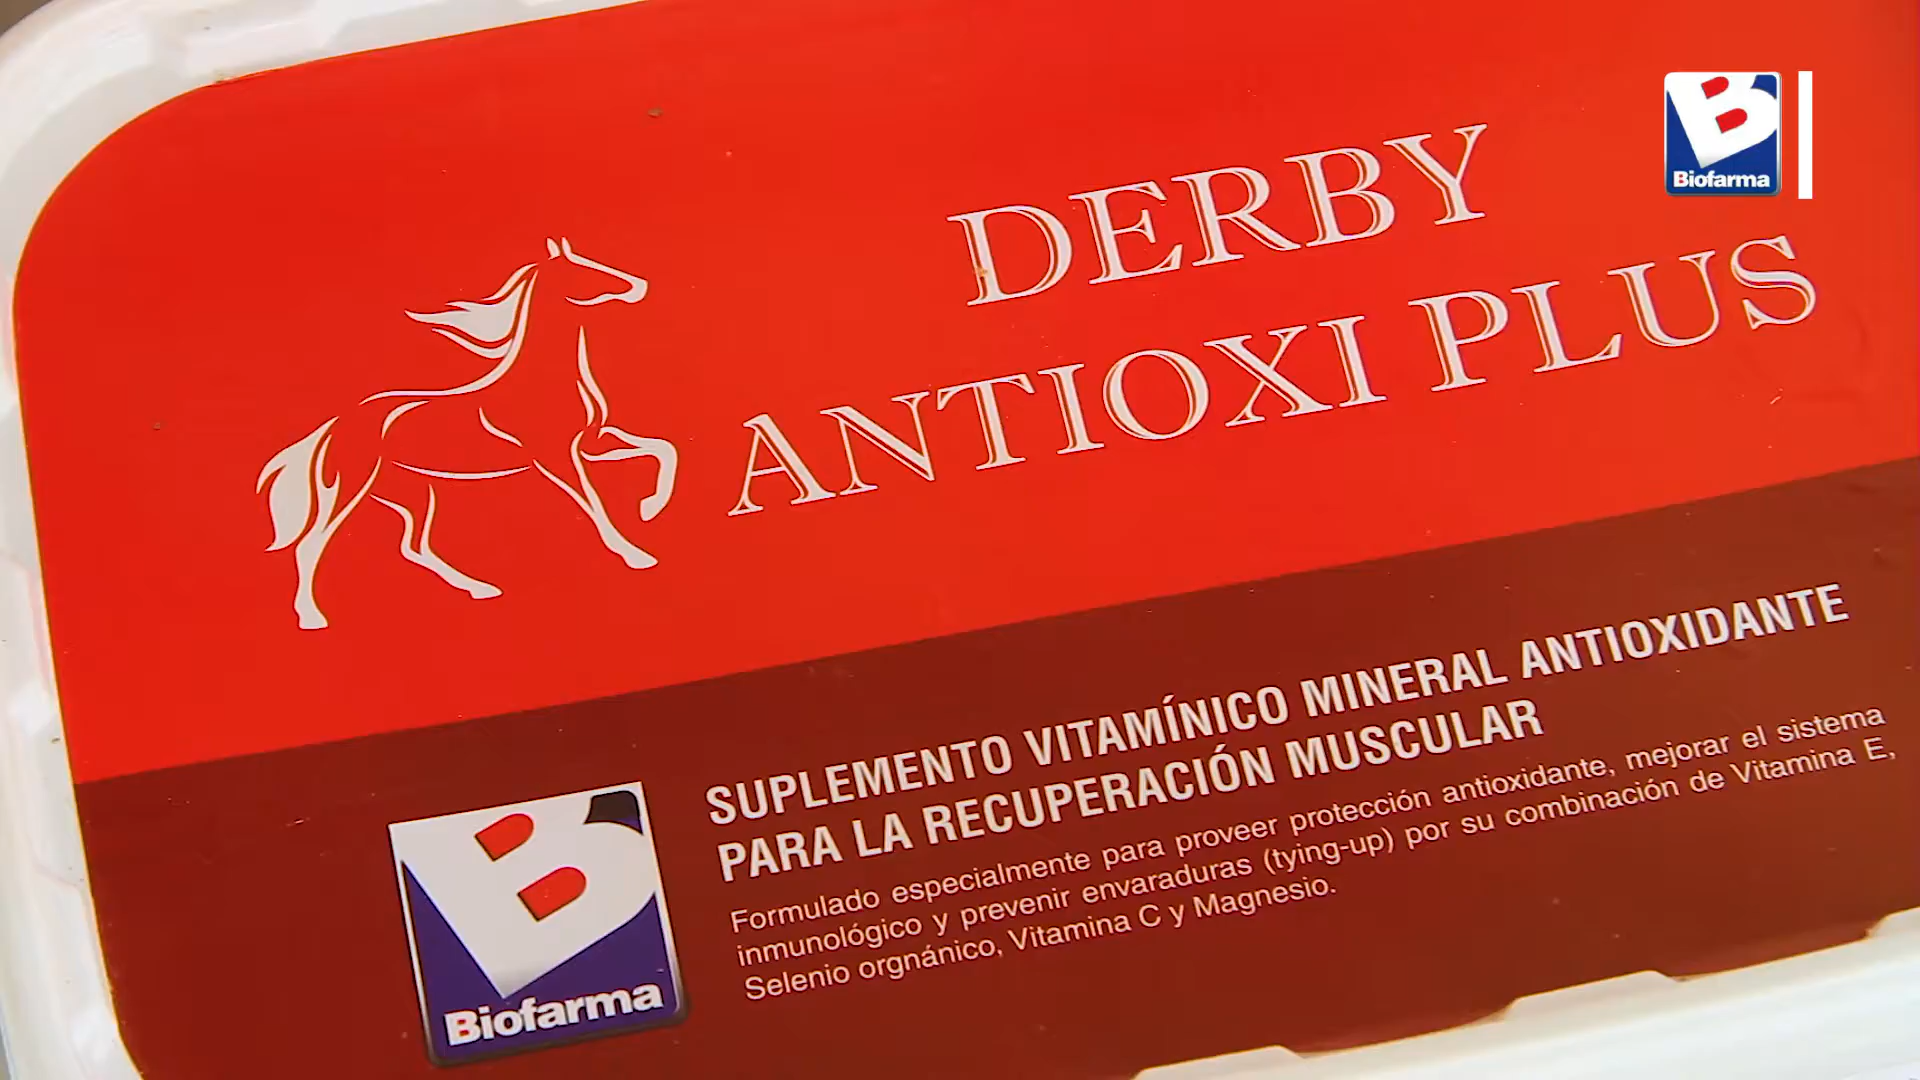 Biofarma
DERBY
ANTIOXI PLUS
SUPLEMENTO VITAMÍNICO MINERAL ANTIOXIDANTE
PARA LA RECUPERACIÓN MUSCULAR
Formulado especialmente para proveer protección antioxidante, mejorar el sistema
inmunológico y prevenir envaraduras (tying-up) por su combinación de Vitamina E,
Selenio orgnánico, Vitamina C y Magnesio.
Biofarma